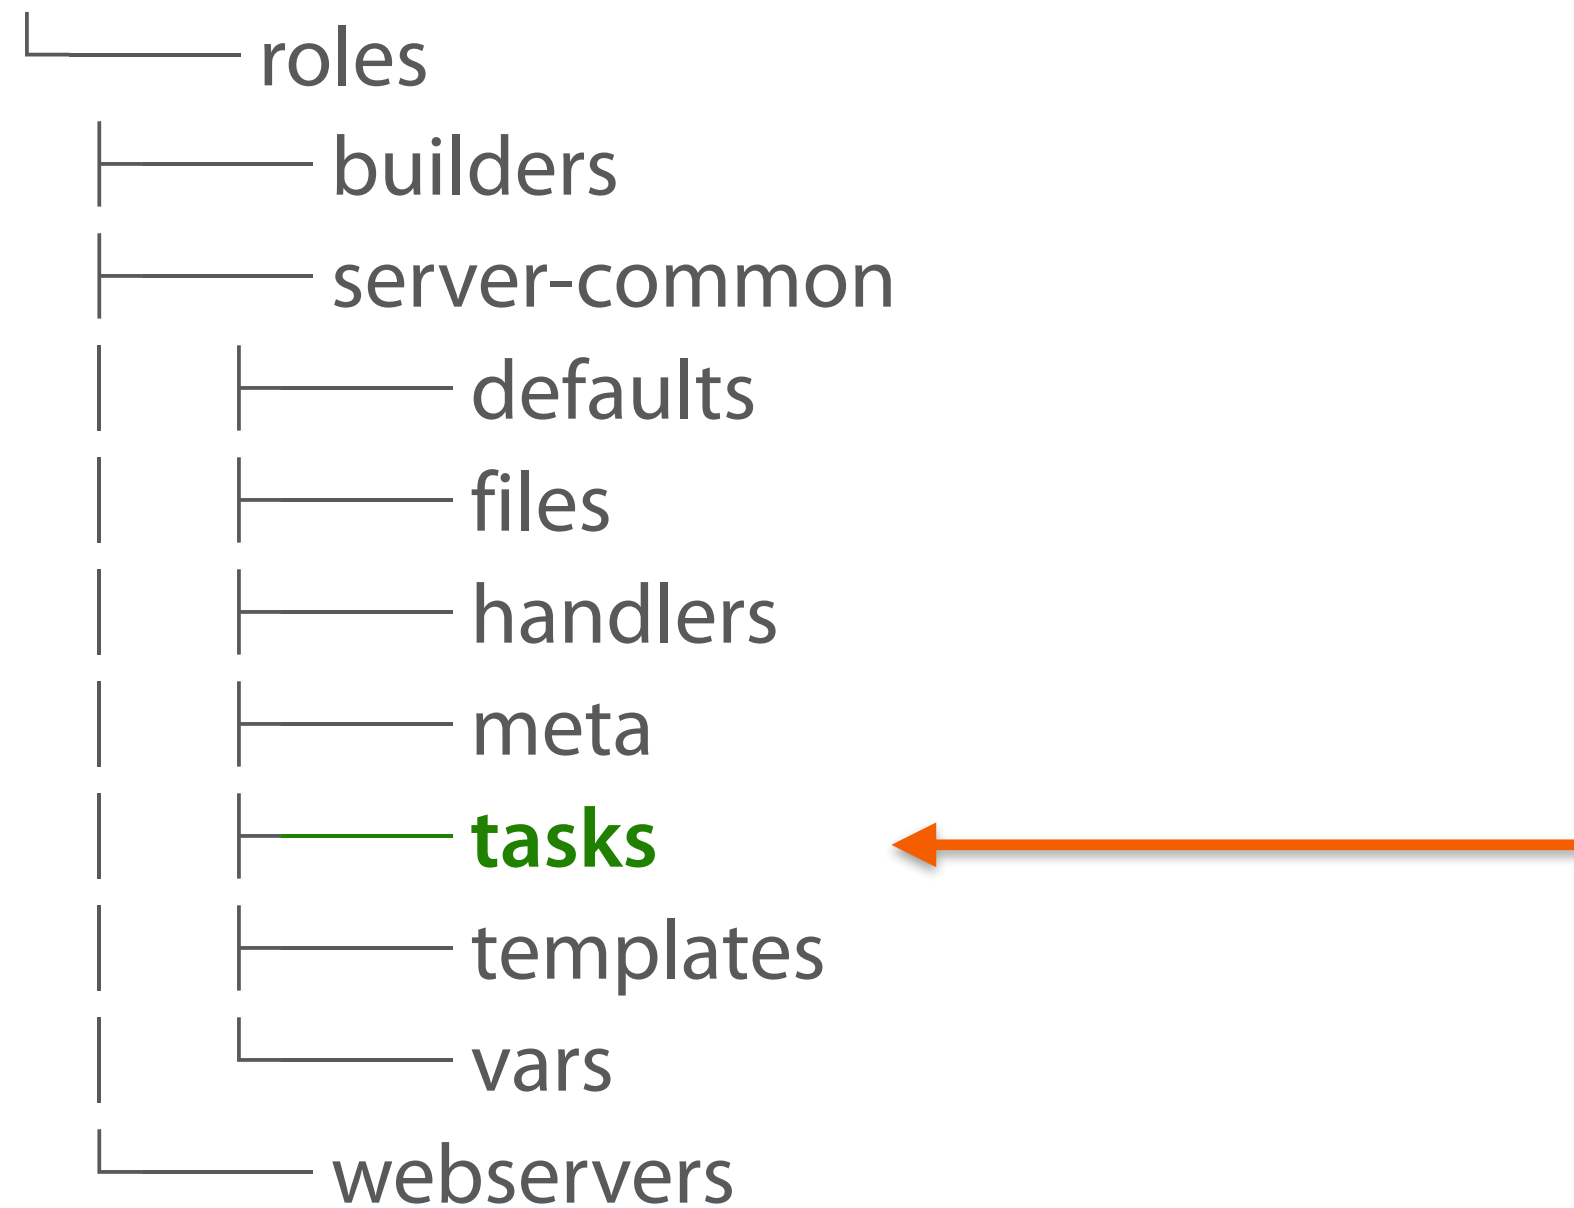 roles
builders
server-common
defaults
files
handlers
meta
tasks
templates
vars
webservers